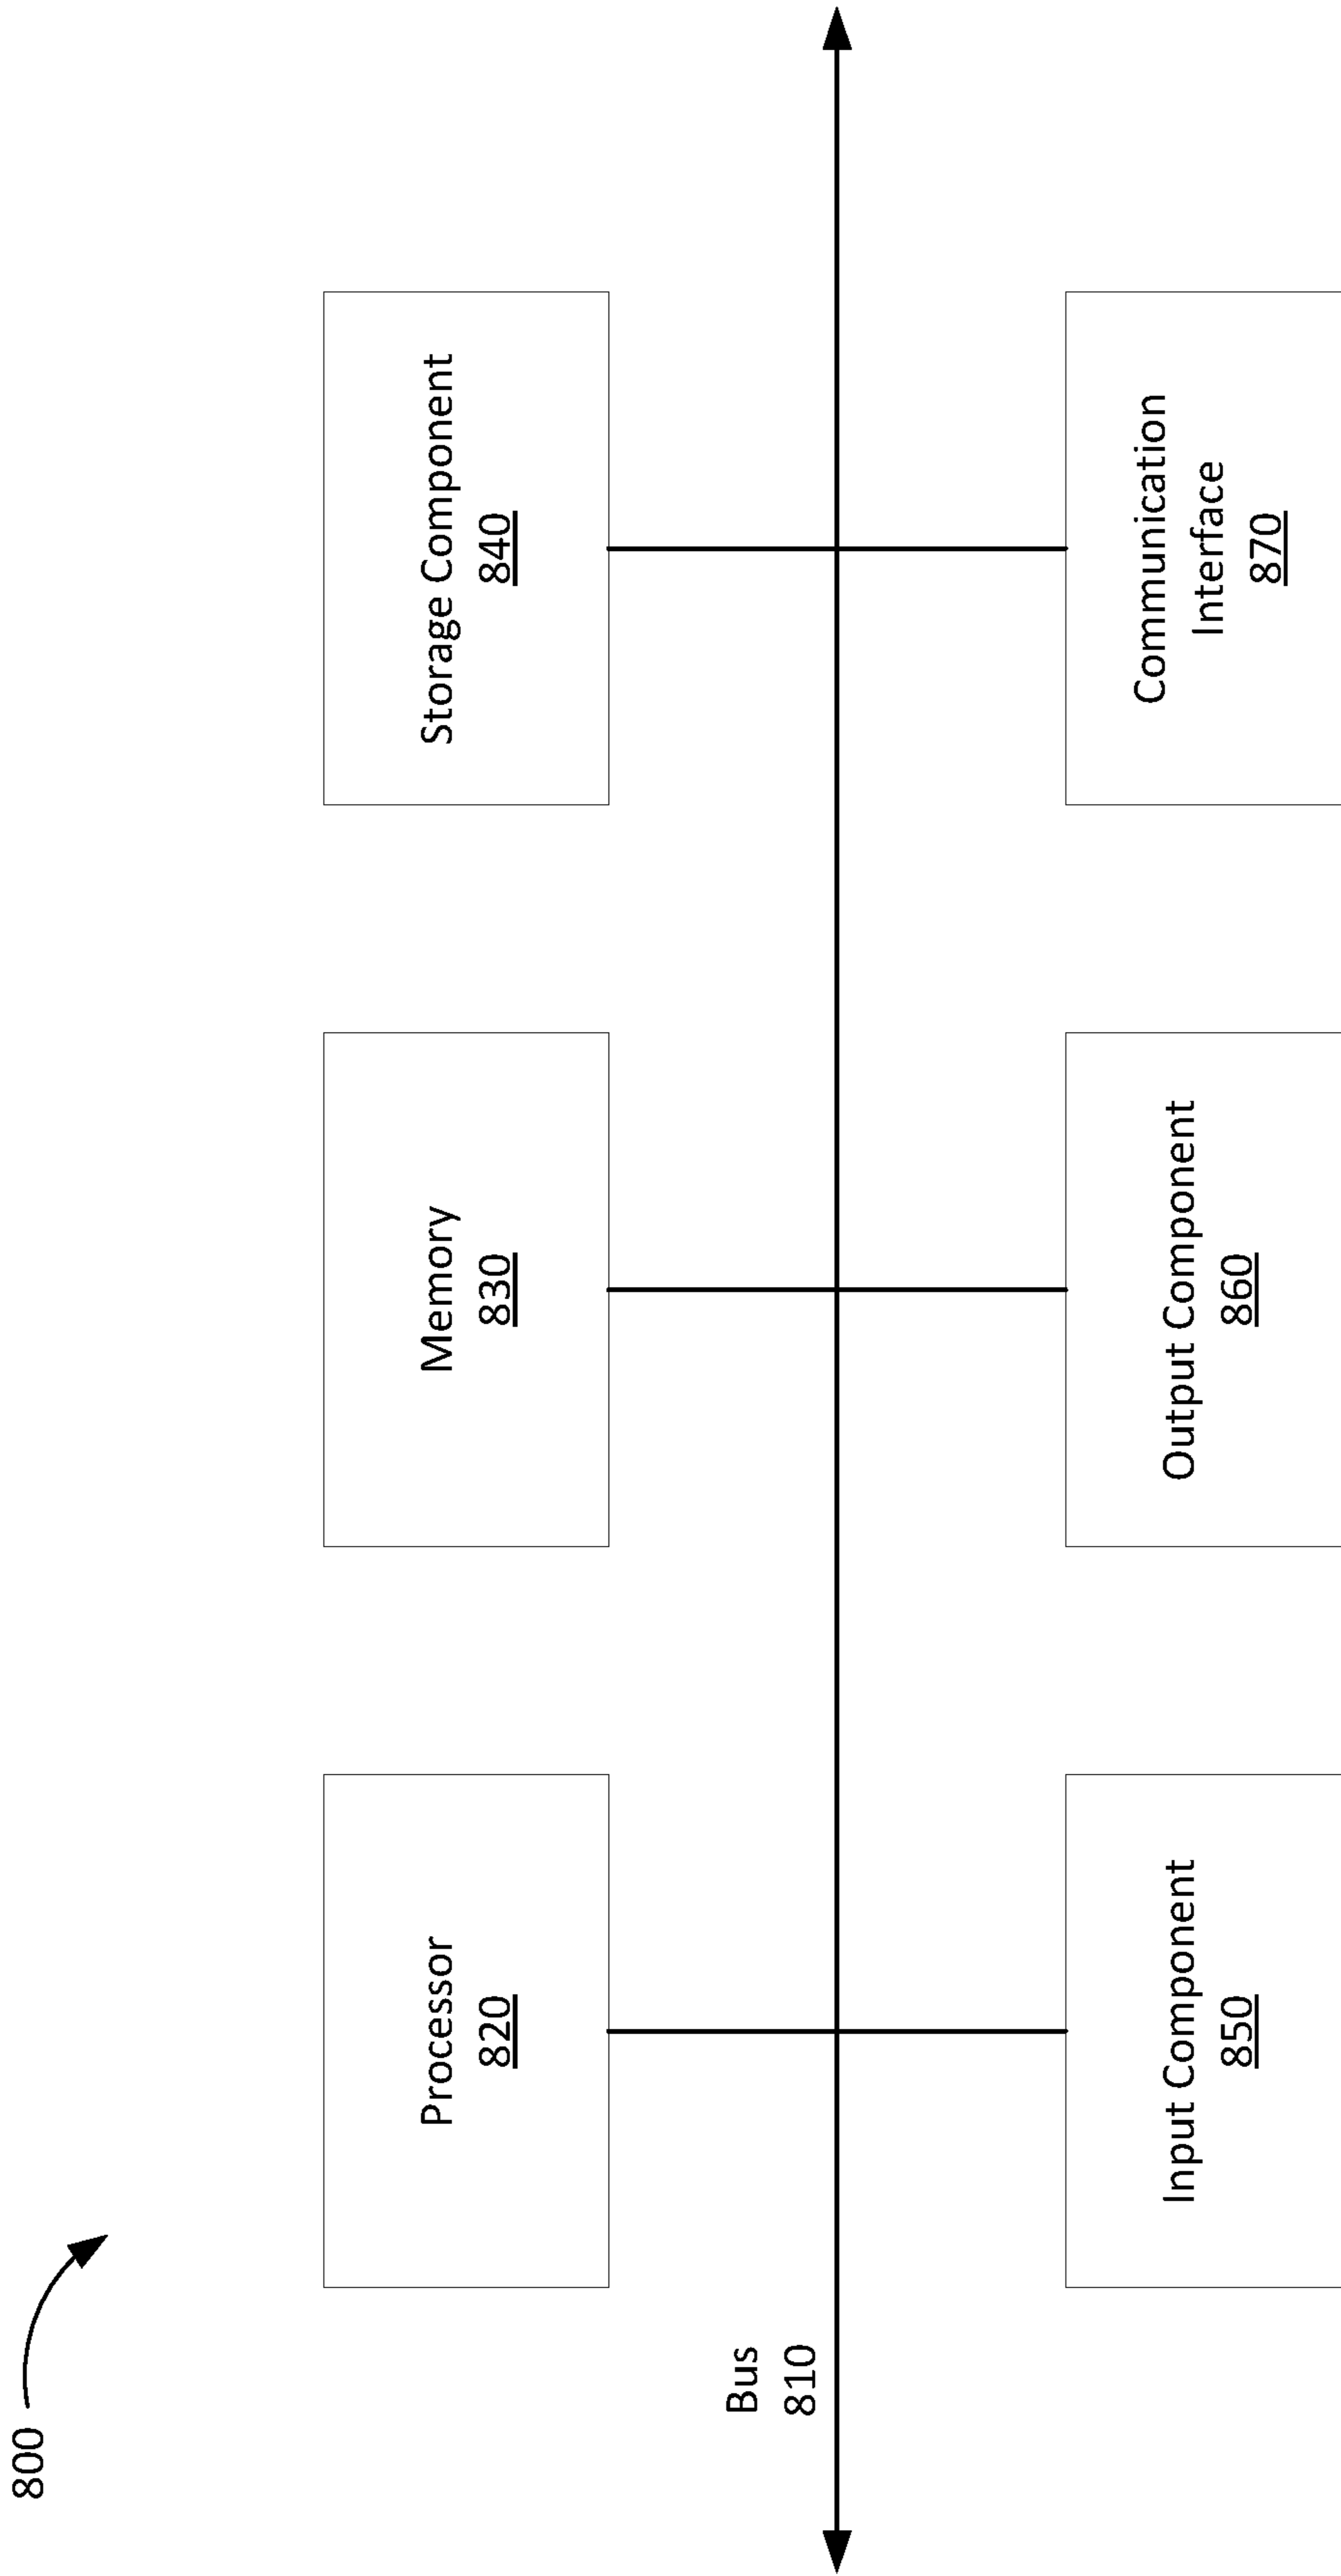 800
Processor
820
Memory
830
Storage Component
840
Bus
810
Input Component
850
Output Component
860
Communication
Interface
870